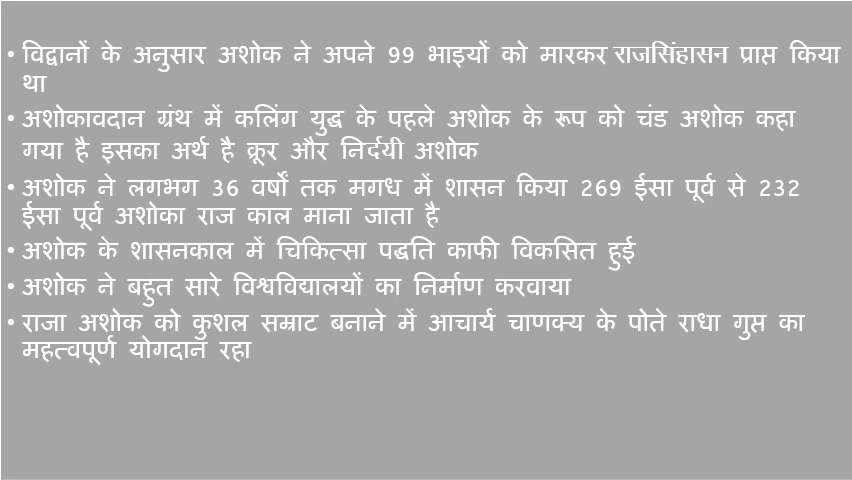 • विद्वानों के अनुसार अशोक ने अपने 99 भाइयों को मारकर राजसिंहासन प्राप्त किया
था
• अशोकावदान ग्रंथ में कलिंग युद्ध के पहले अशोक के रूप को चंड अशोक कहा
गया है इसका अर्थ है क्रूर और निर्दयी अशोक
• अशोक ने लगभग 36 वर्षों तक मगध में शासन किया 269 ईसा पूर्व से 232
ईसा पूर्व अशोका राज काल माना जाता है
• अशोक के शासनकाल में चिकित्सा पद्धति काफी विकसित हुई
• अशोक ने बहुत सारे विश्वविद्यालयों का निर्माण करवाया
• राजा अशोक को कुशल सम्राट बनाने में आचार्य चाणक्य के पोते राधा गुप्त का
महत्वपूर्ण योगदान रहा